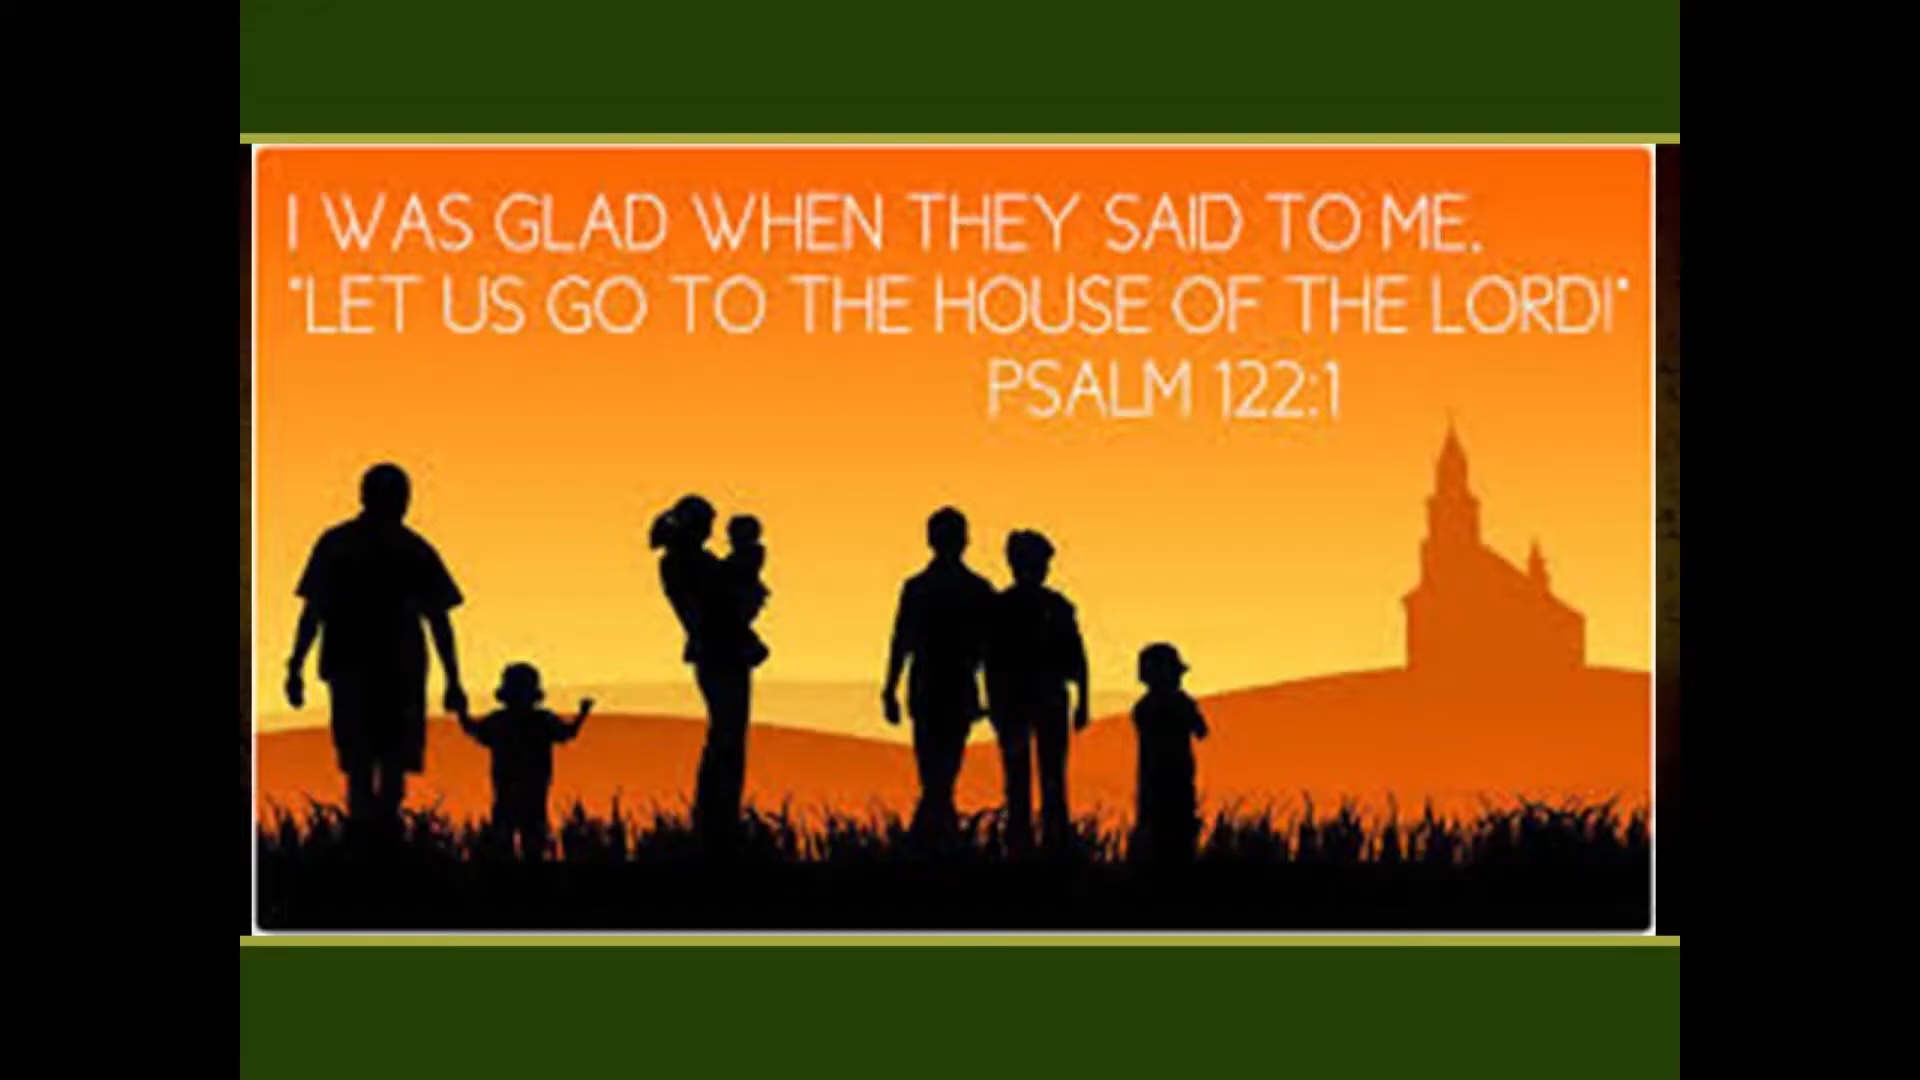 I WAS GLAD WHEN THEY SAID TO ME.
"LET US GO TO THE HOUSE OF THE LORD!"
PSALM 122:1